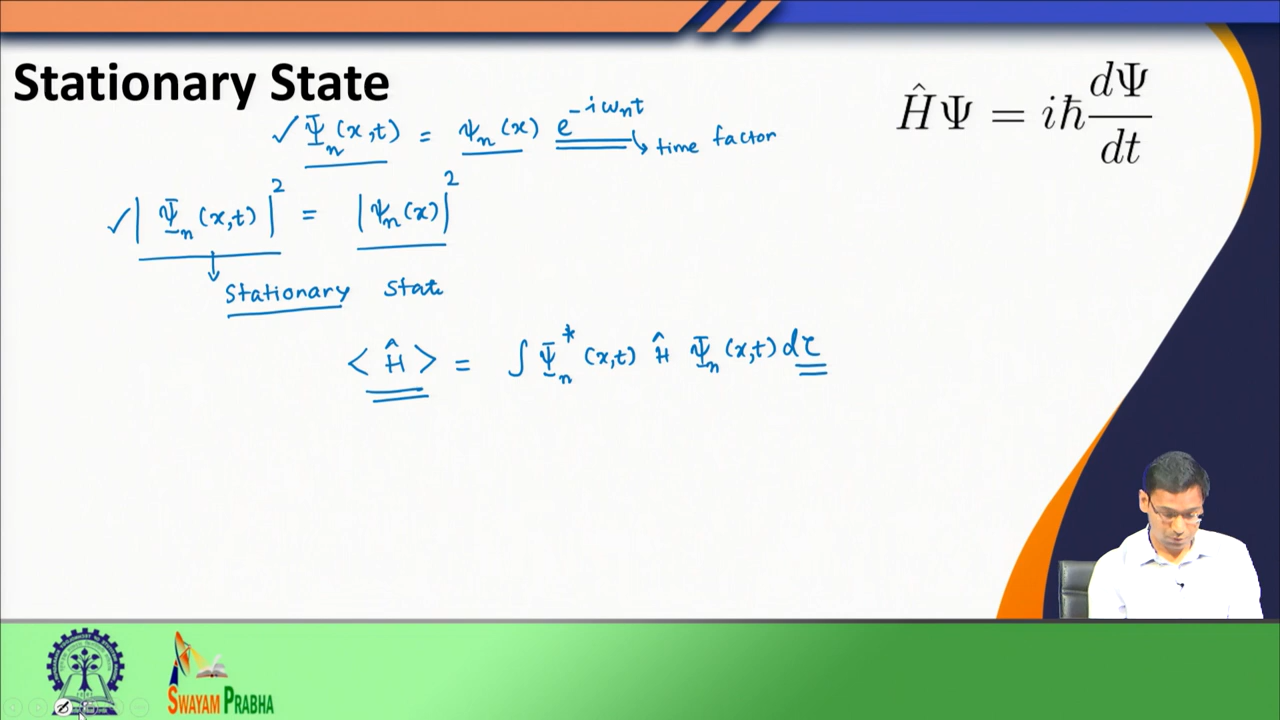 Stationary State
ĤΨ = iħ dΨ/dt
✓ Ψₙ(x,t) = ψₙ(x) e^{-iωₙt}
↳ time factor
✓ |Ψₙ(x,t)|² = |ψₙ(x)|²
Stationary State
<Ĥ> = ∫ Ψₙ*(x,t) Ĥ Ψₙ(x,t) dτ
SWAYAM PRABHA